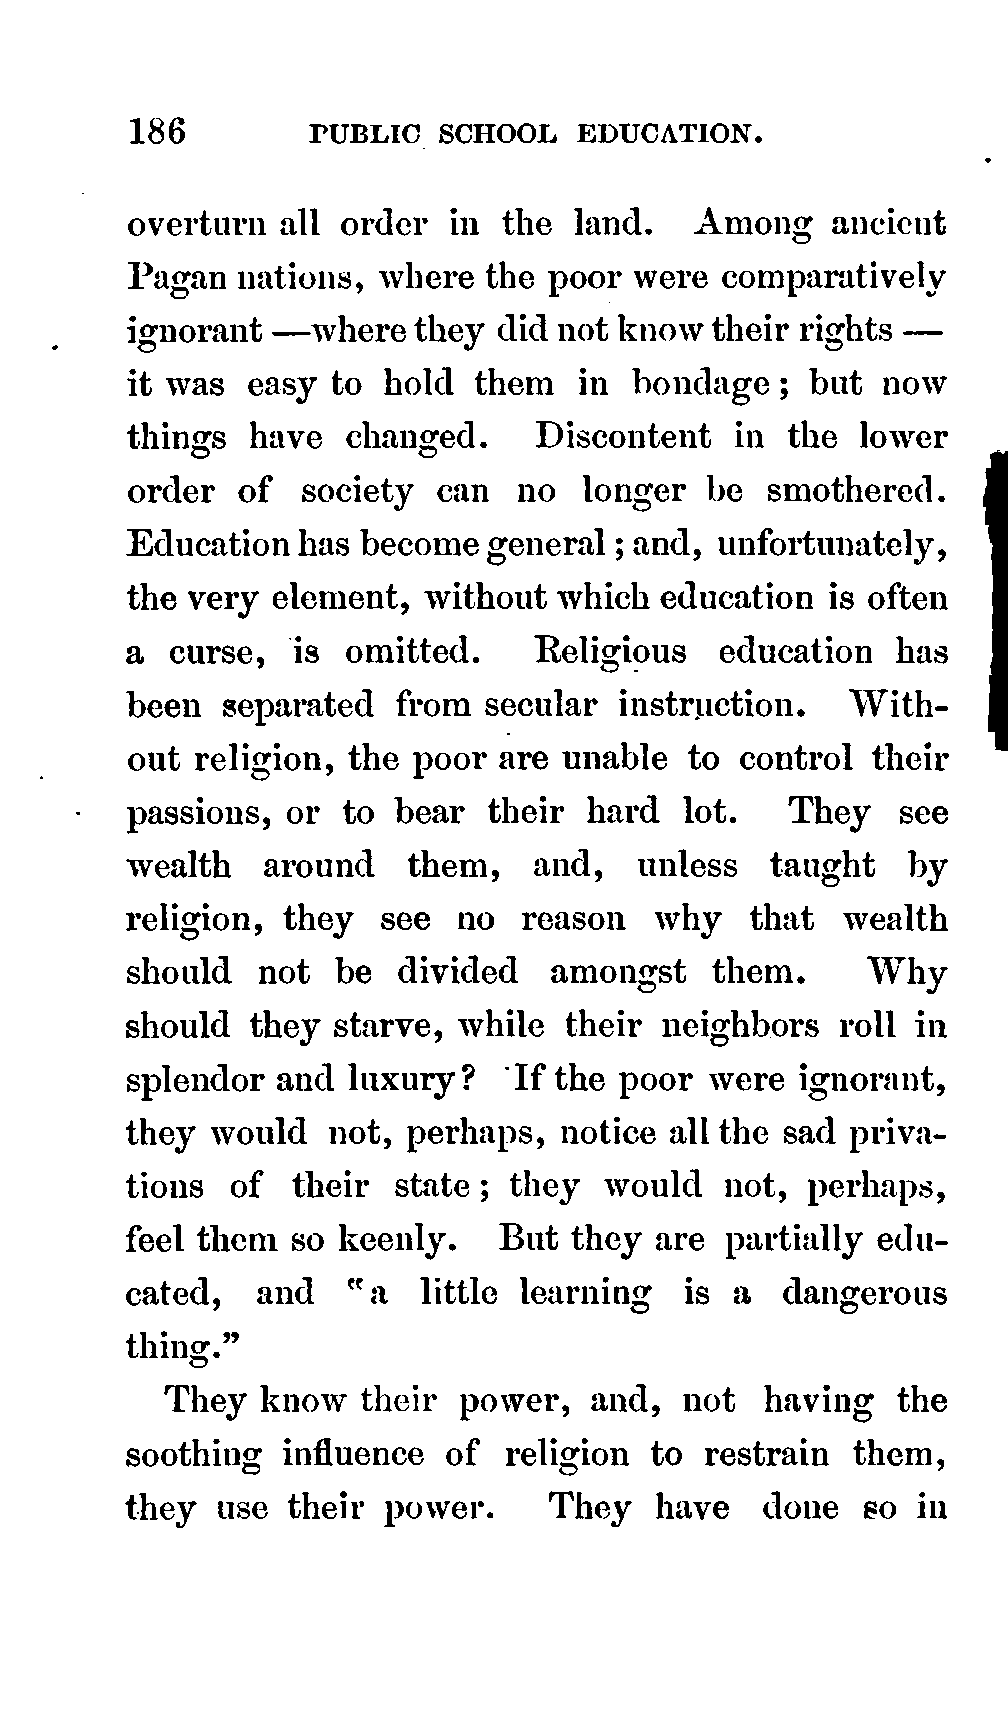 186 PUBLIC SCHOOL EDUCATION.
overturn all order in the land. Among ancient
Pagan nations, where the poor were comparatively
ignorant —where they did not know their rights —
it was easy to hold them in bondage; but now
things have changed. Discontent in the lower
order of society can no longer be smothered.
Education has become general; and, unfortunately,
the very element, without which education is often
a curse, is omitted. Religious education has
been separated from secular instruction. With-
out religion, the poor are unable to control their
passions, or to bear their hard lot. They see
wealth around them, and, unless taught by
religion, they see no reason why that wealth
should not be divided amongst them. Why
should they starve, while their neighbors roll in
splendor and luxury? If the poor were ignorant,
they would not, perhaps, notice all the sad priva-
tions of their state; they would not, perhaps,
feel them so keenly. But they are partially edu-
cated, and "a little learning is a dangerous
thing."
They know their power, and, not having the
soothing influence of religion to restrain them,
they use their power. They have done so in